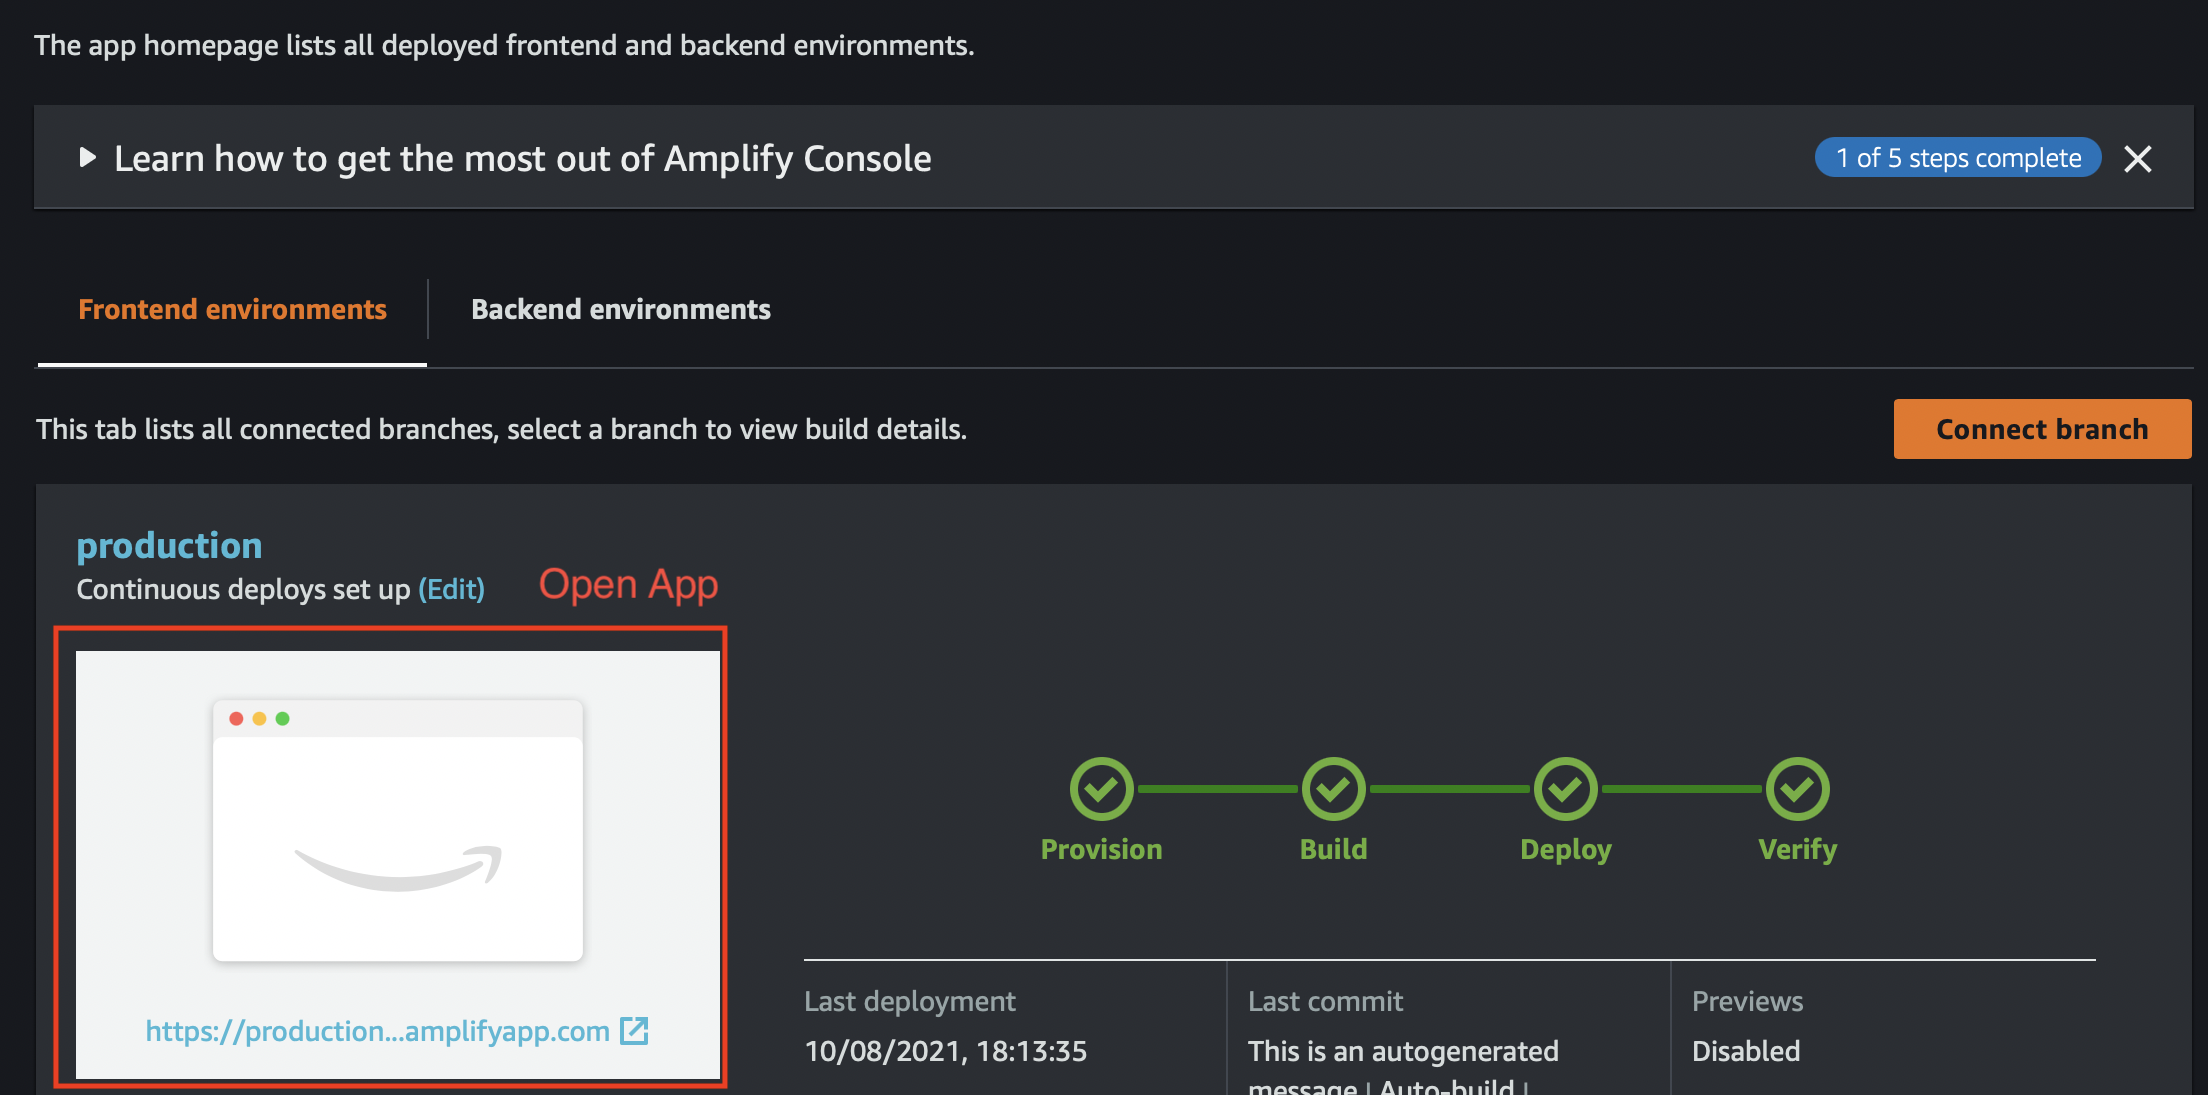 The app homepage lists all deployed frontend and backend environments.
Learn how to get the most out of Amplify Console
1 of 5 steps complete
Frontend environments
Backend environments
This tab lists all connected branches, select a branch to view build details.
Connect branch
production
Continuous deploys set up (Edit)
Open App
https://production...amplifyapp.com
Provision
Build
Deploy
Verify
Last deployment
10/08/2021, 18:13:35
Last commit
This is an autogenerated
message | Auto-build |
Previews
Disabled